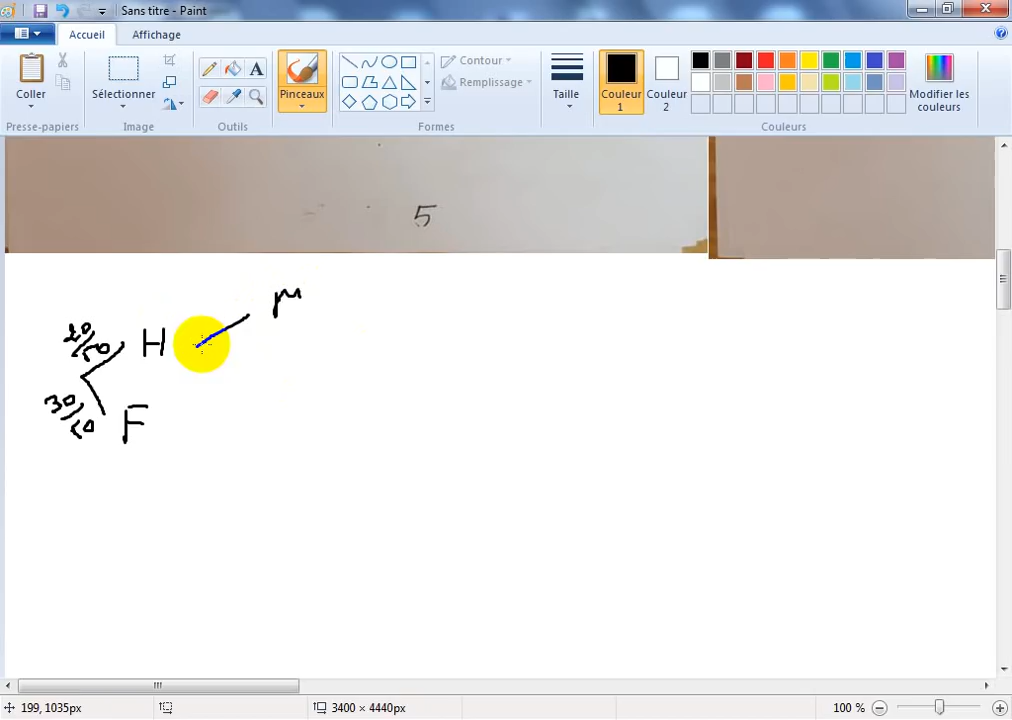 Sans titre - Paint
Accueil
Affichage
Coller
Sélectionner
Pinceaux
Contour
Remplissage
Taille
Couleur 1
Couleur 2
Modifier les couleurs
Presse-papiers
Image
Outils
Formes
Couleurs
5
M
20/50
H
30/50
F
199, 1035px
3400 × 4440px
100 %